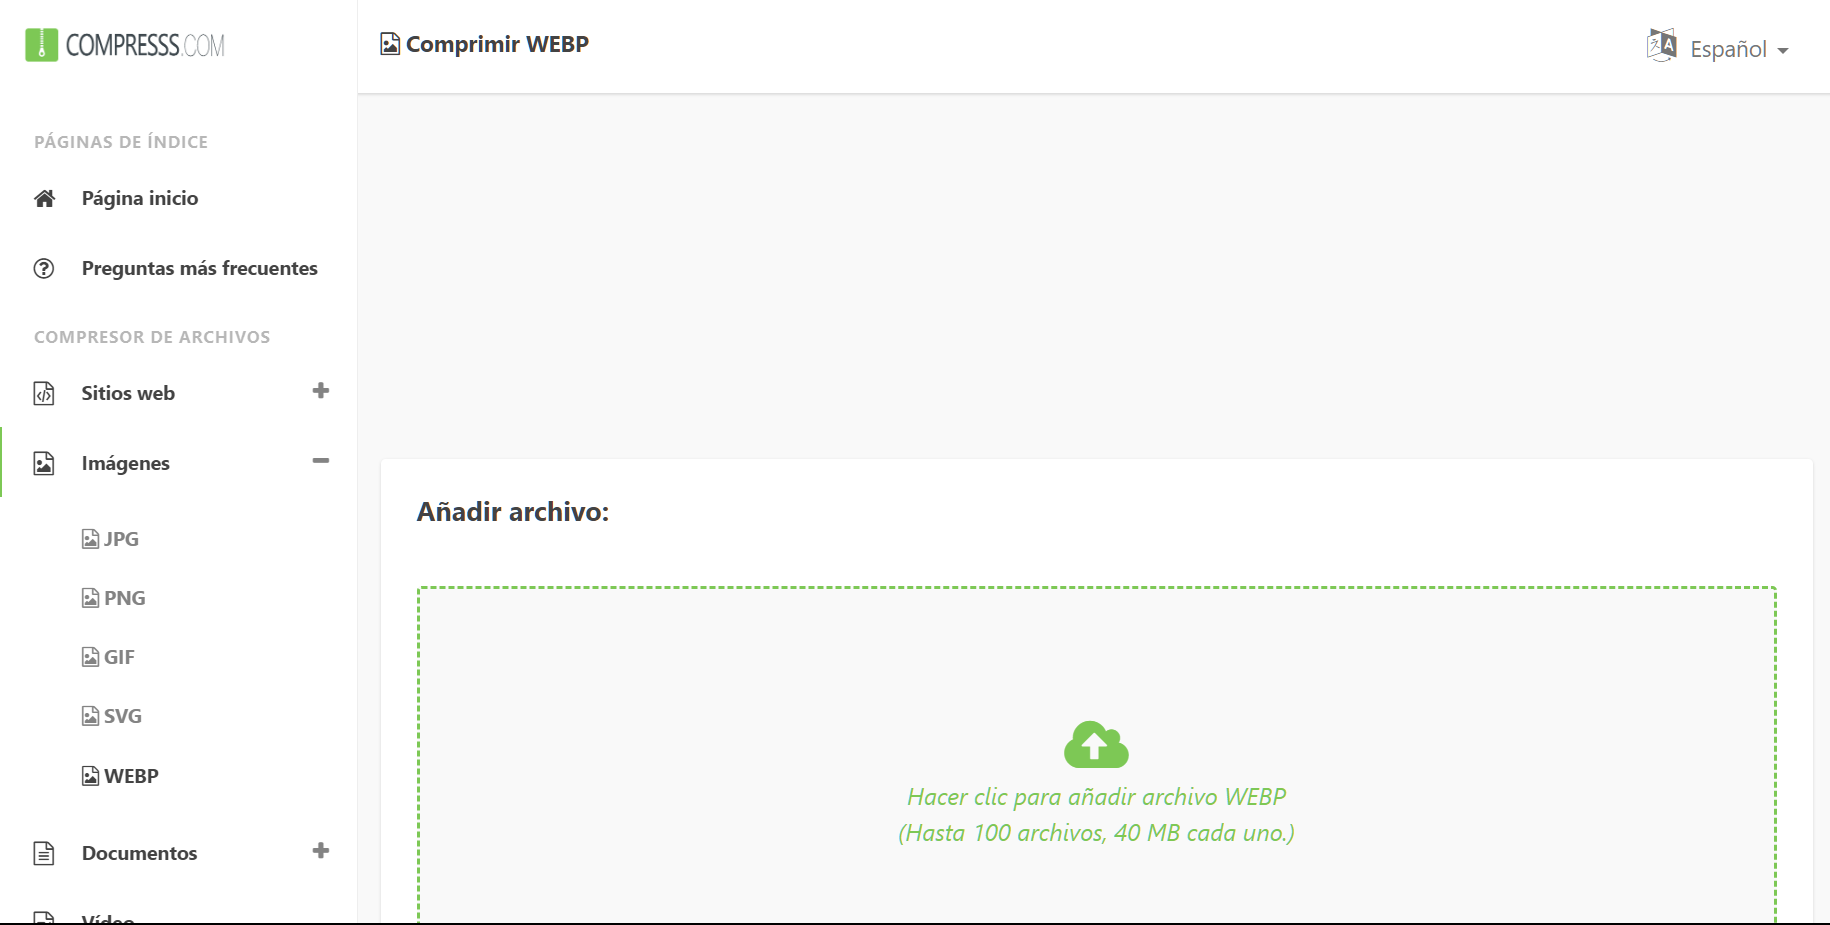 COMPRESSS.COM
PÁGINAS DE ÍNDICE
Página inicio
Preguntas más frecuentes
COMPRESOR DE ARCHIVOS
Sitios web
Imágenes
JPG
PNG
GIF
SVG
WEBP
Documentos
Vídeo
Comprimir WEBP
Español
Añadir archivo:
Hacer clic para añadir archivo WEBP
(Hasta 100 archivos, 40 MB cada uno.)